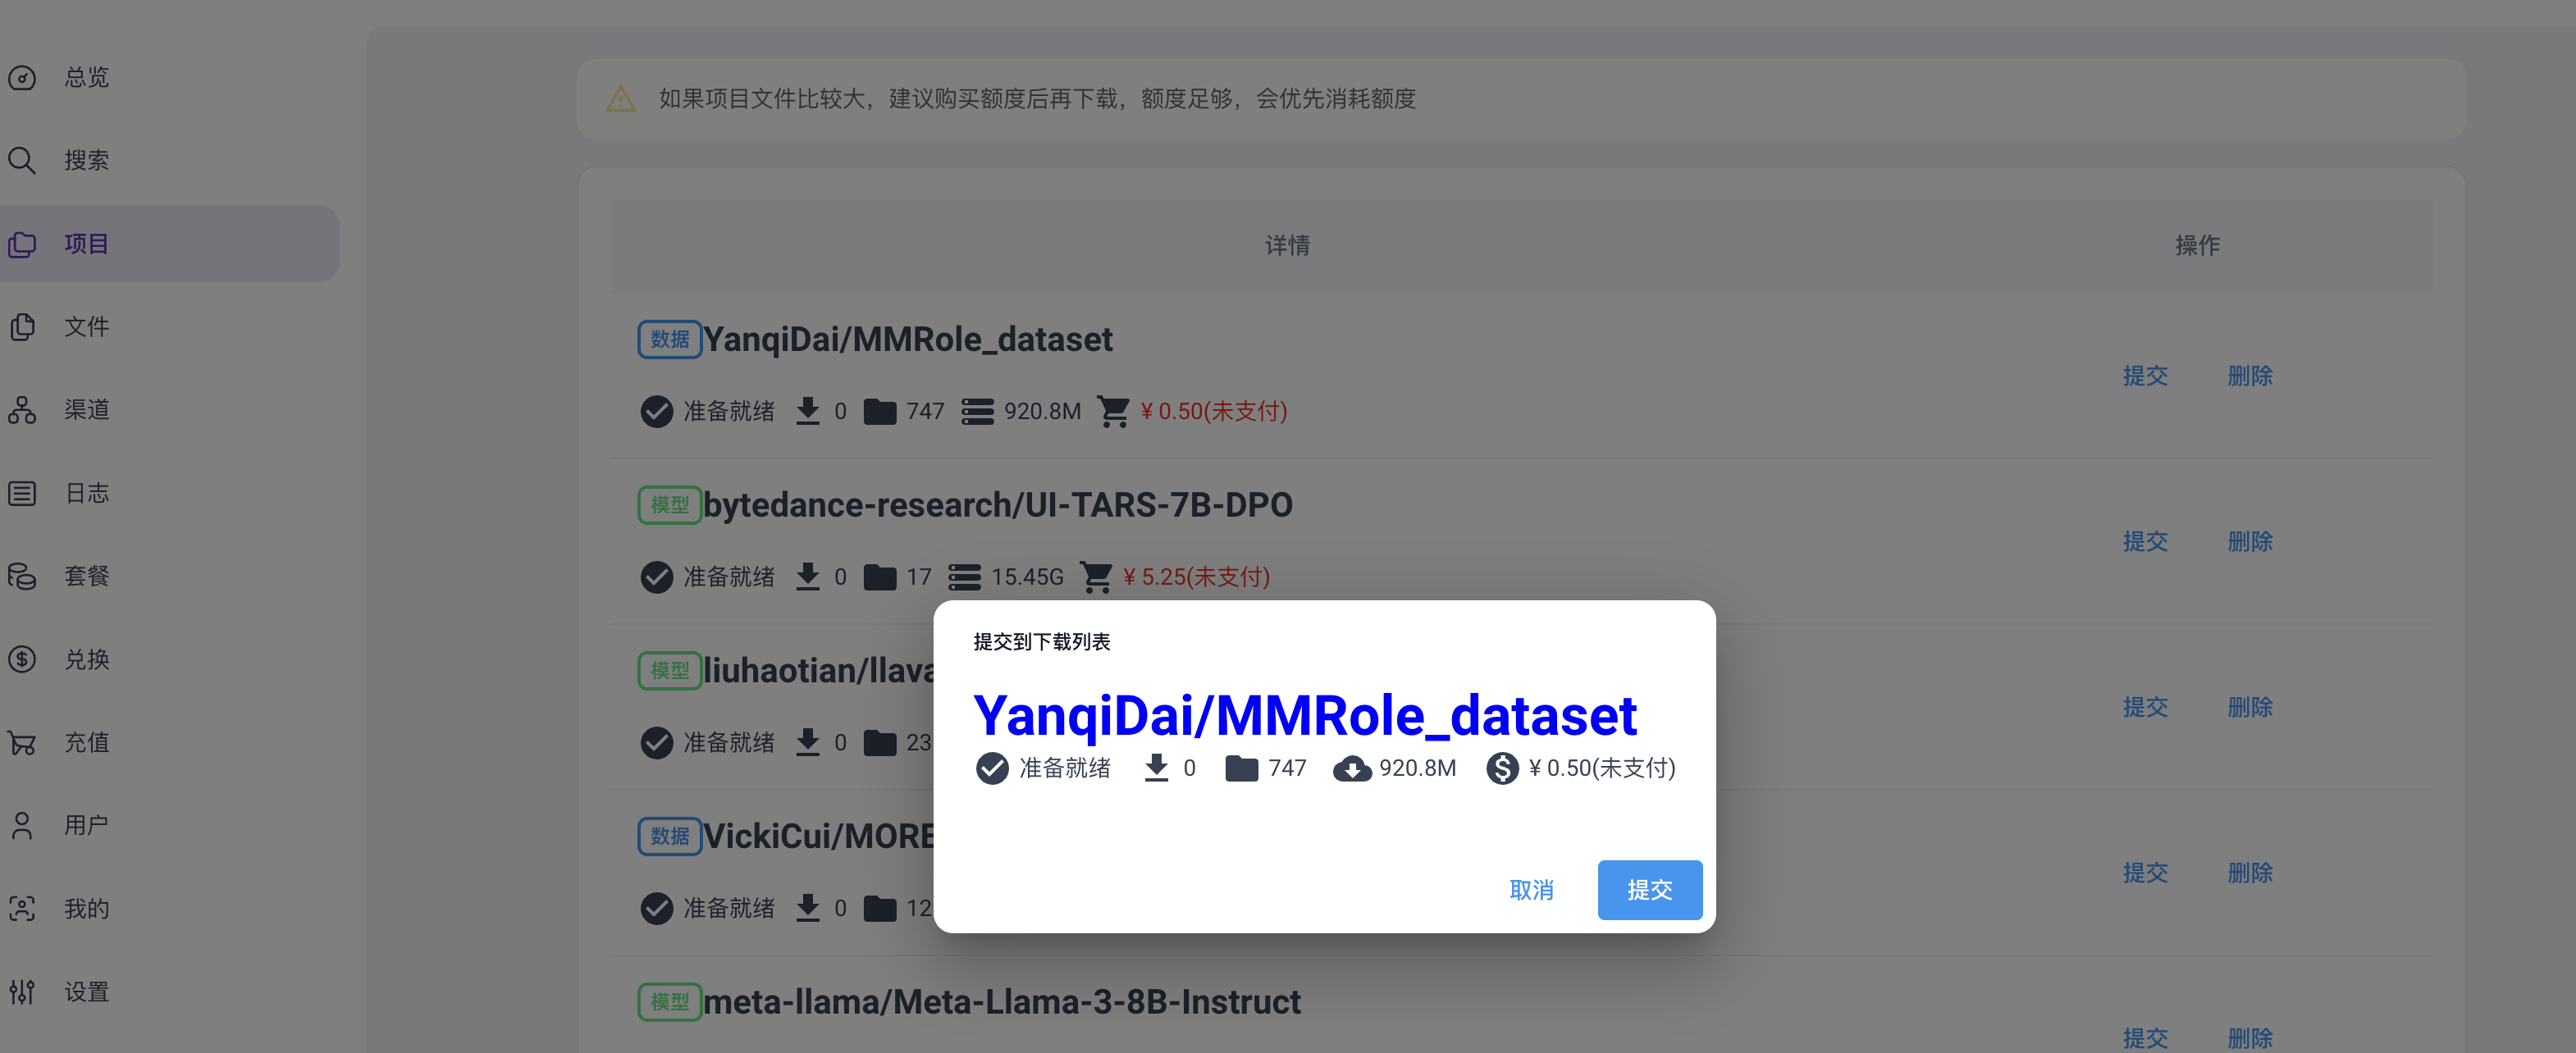 总览
搜索
项目
文件
渠道
日志
套餐
兑换
充值
用户
我的
设置
如果项目文件比较大，建议购买额度后再下载，额度足够，会优先消耗额度
详情 操作
数据 YanqiDai/MMRole_dataset
准备就绪 0 747 920.8M ¥ 0.50(未支付)
提交 删除
模型 bytedance-research/UI-TARS-7B-DPO
准备就绪 0 17 15.45G ¥ 5.25(未支付)
提交 删除
模型 liuhaotian/llava
准备就绪 0 23
提交 删除
数据 VickiCui/MORE
准备就绪 0 12
提交 删除
模型 meta-llama/Meta-Llama-3-8B-Instruct
提交 删除
提交到下载列表
YanqiDai/MMRole_dataset
准备就绪 0 747 920.8M ¥ 0.50(未支付)
取消 提交